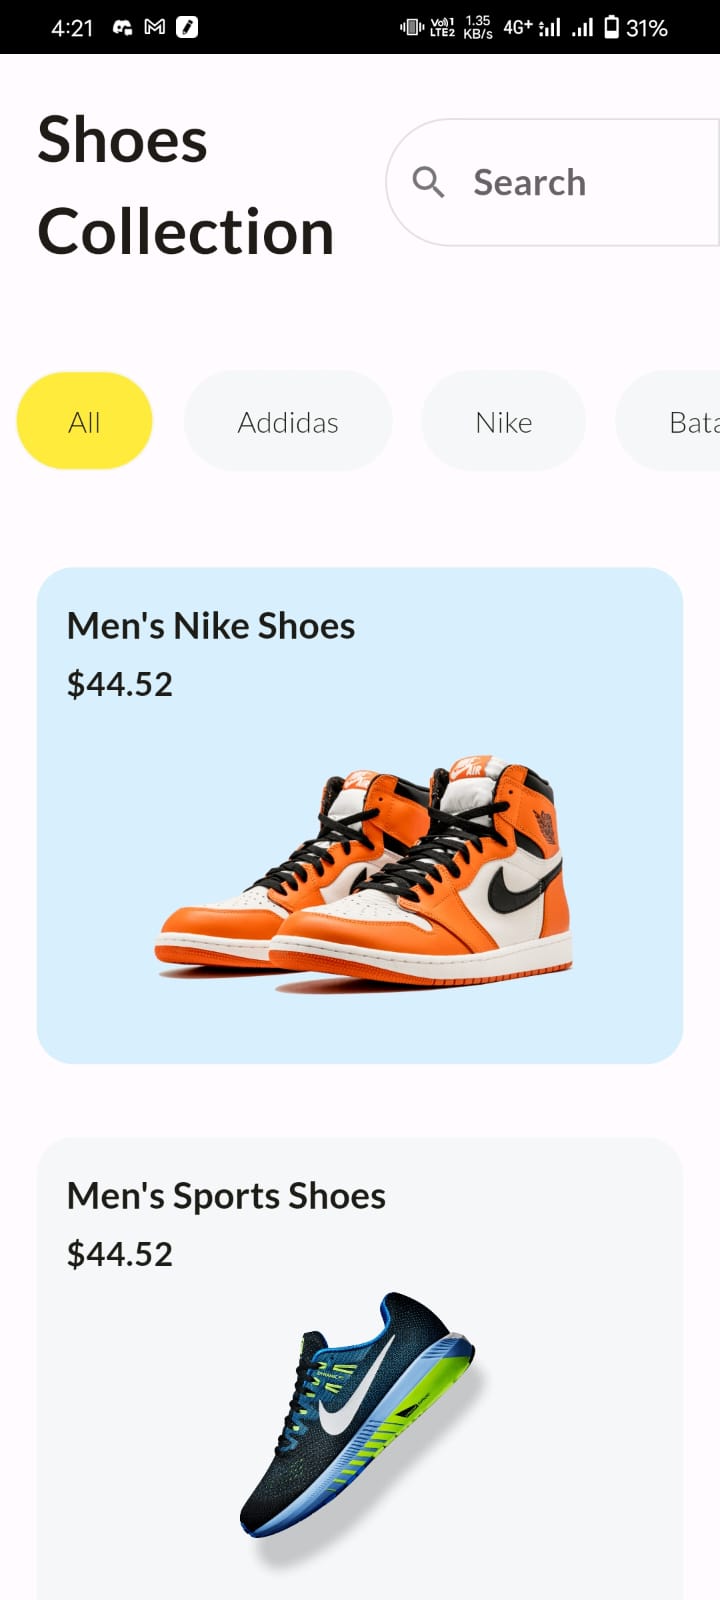 4:21
Vo) 1
LTE2
1.35
KB/s
4G+
31%
Shoes
Collection
Search
All
Addidas
Nike
Bata
Men's Nike Shoes
$44.52
AIR
Men's Sports Shoes
$44.52